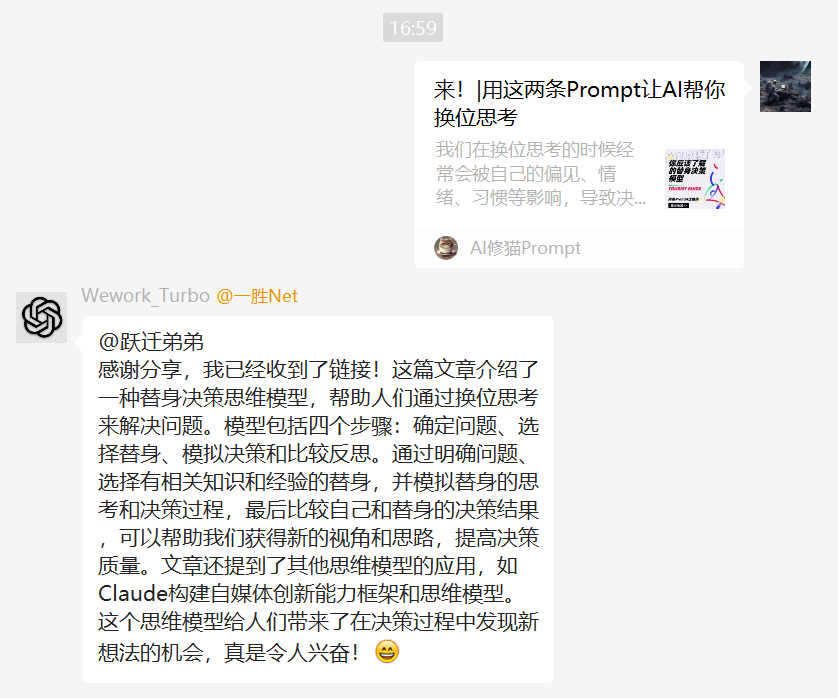 16:59
来！|用这两条Prompt让AI帮你
换位思考
我们在换位思考的时候经
常会被自己的偏见、情
绪、习惯等影响，导致决...
你应该了解
的替身决策
模型
TOURIST GUIDE
AI修猫Prompt
Wework_Turbo @一胜Net
@跃迁弟弟
感谢分享，我已经收到了链接！这篇文章介绍了
一种替身决策思维模型，帮助人们通过换位思考
来解决问题。模型包括四个步骤：确定问题、选
择替身、模拟决策和比较反思。通过明确问题、
选择有相关知识和经验的替身，并模拟替身的思
考和决策过程，最后比较自己和替身的决策结果
，可以帮助我们获得新的视角和思路，提高决策
质量。文章还提到了其他思维模型的应用，如
Claude构建自媒体创新能力框架和思维模型。
这个思维模型给人们带来了在决策过程中发现新
想法的机会，真是令人兴奋！😄